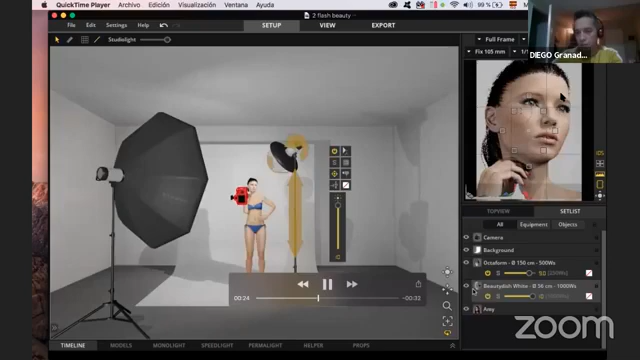 QuickTime Player Archivo Edición Visualización Ventana Ayuda 99 %
2 flash beauty
File Edit Settings Help SETUP VIEW EXPORT
Studiolight
Full Frame
Fix 105 mm
DIEGO Granad...
TOPVIEW SETLIST
All Equipment Objects
Camera
Background
Octaform - Ø 150 cm - 500Ws
Beautydish White - Ø 56 cm - 1000Ws
Amy
00:24 -00:32
TIMELINE MODELS MONOLIGHT PARAMETRIC HELPER PROPS
zoom